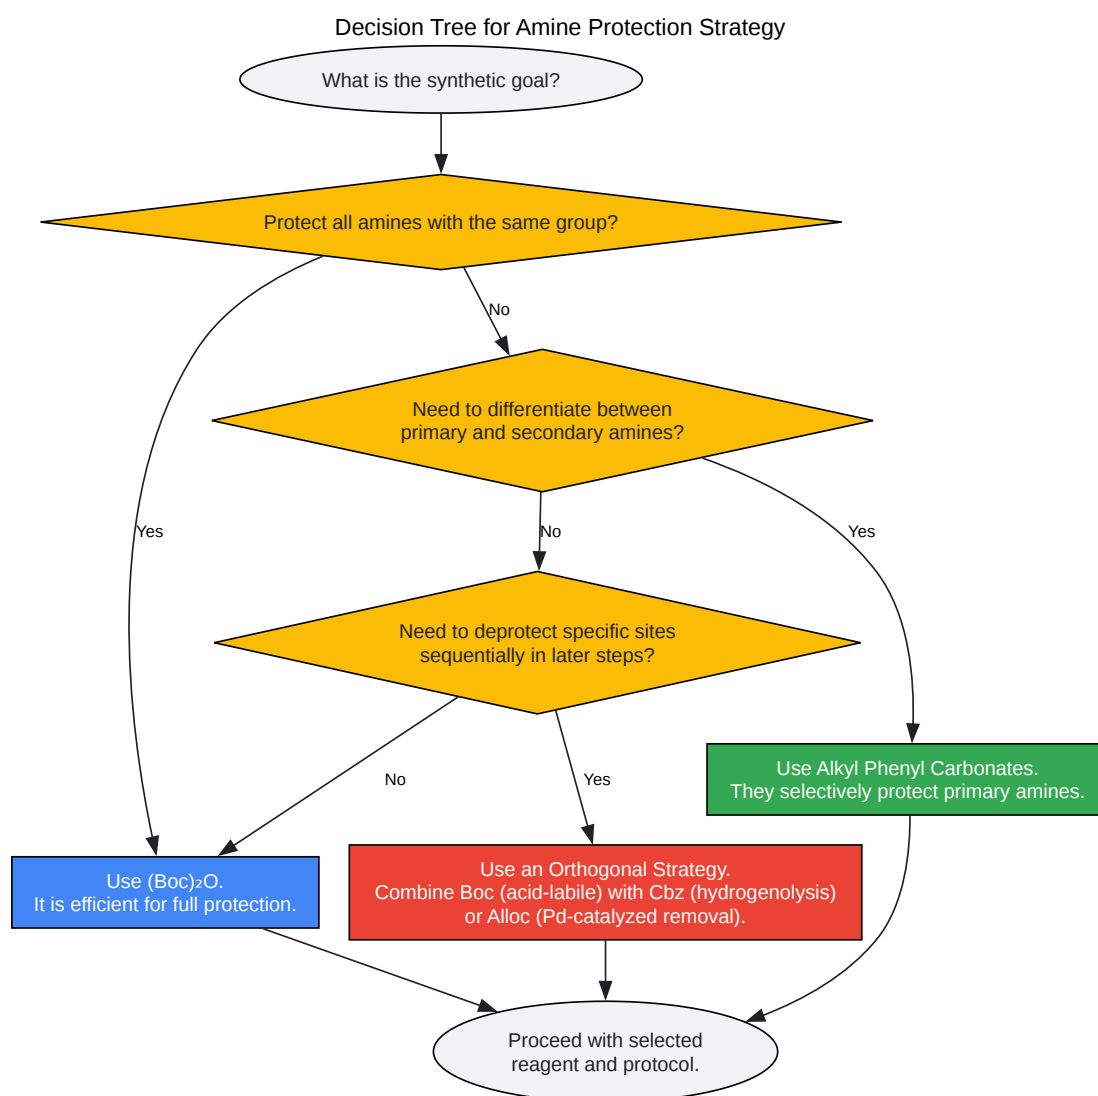 Decision Tree for Amine Protection Strategy
What is the synthetic goal?
Protect all amines with the same group?
No
Need to differentiate between
primary and secondary amines?
Yes
No
Yes
Need to deprotect specific sites
sequentially in later steps?
No
Yes
Use Alkyl Phenyl Carbonates.
They selectively protect primary amines.
Use (Boc)₂O.
It is efficient for full protection.
Use an Orthogonal Strategy.
Combine Boc (acid-labile) with Cbz (hydrogenolysis)
or Alloc (Pd-catalyzed removal).
Proceed with selected
reagent and protocol.